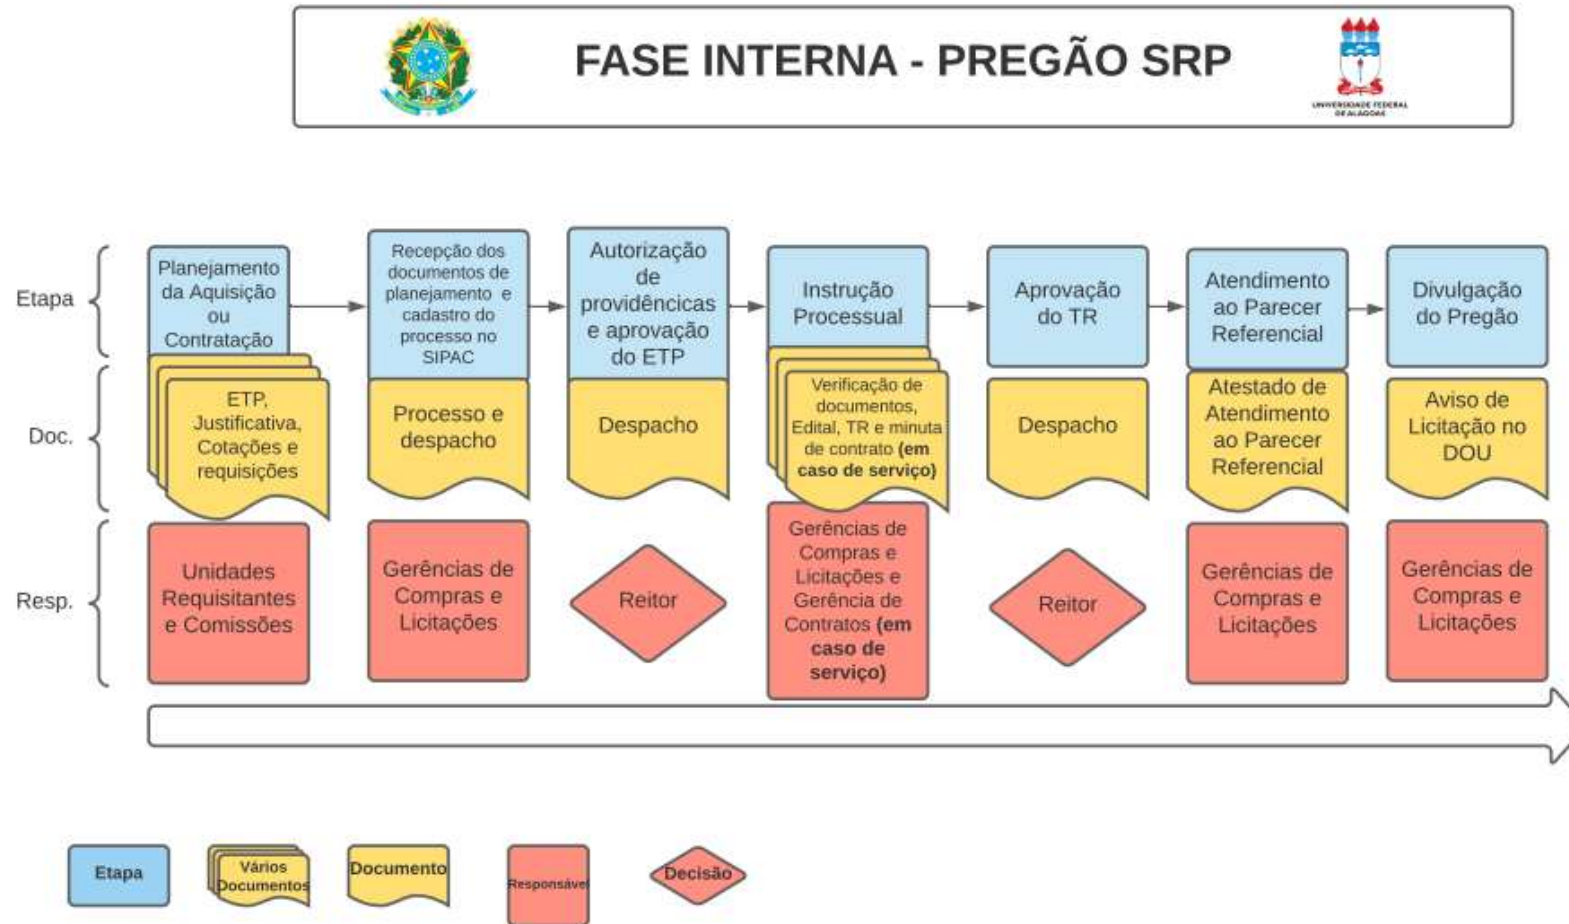 FASE INTERNA - PREGÃO SRP
UNIVERSIDADE FEDERAL
DE ALAGOAS
Etapa
Planejamento
da Aquisição
ou
Contratação
Recepção dos
documentos de
planejamento e
cadastro do
processo no
SIPAC
Autorização
de
providêncicas
e aprovação
do ETP
Instrução
Processual
Aprovação
do TR
Atendimento
ao Parecer
Referencial
Divulgação
do Pregão
Doc.
ETP,
Justificativa,
Cotações e
requisições
Processo e
despacho
Despacho
Verificação de
documentos,
Edital, TR e minuta
de contrato (em
caso de serviço)
Despacho
Atestado de
Atendimento
ao Parecer
Referencial
Aviso de
Licitação no
DOU
Resp.
Unidades
Requisitantes
e Comissões
Gerências de
Compras e
Licitações
Reitor
Gerências de
Compras e
Licitações e
Gerência de
Contratos (em
caso de
serviço)
Reitor
Gerências de
Compras e
Licitações
Gerências de
Compras e
Licitações
Etapa
Vários
Documentos
Documento
Responsável
Decisão